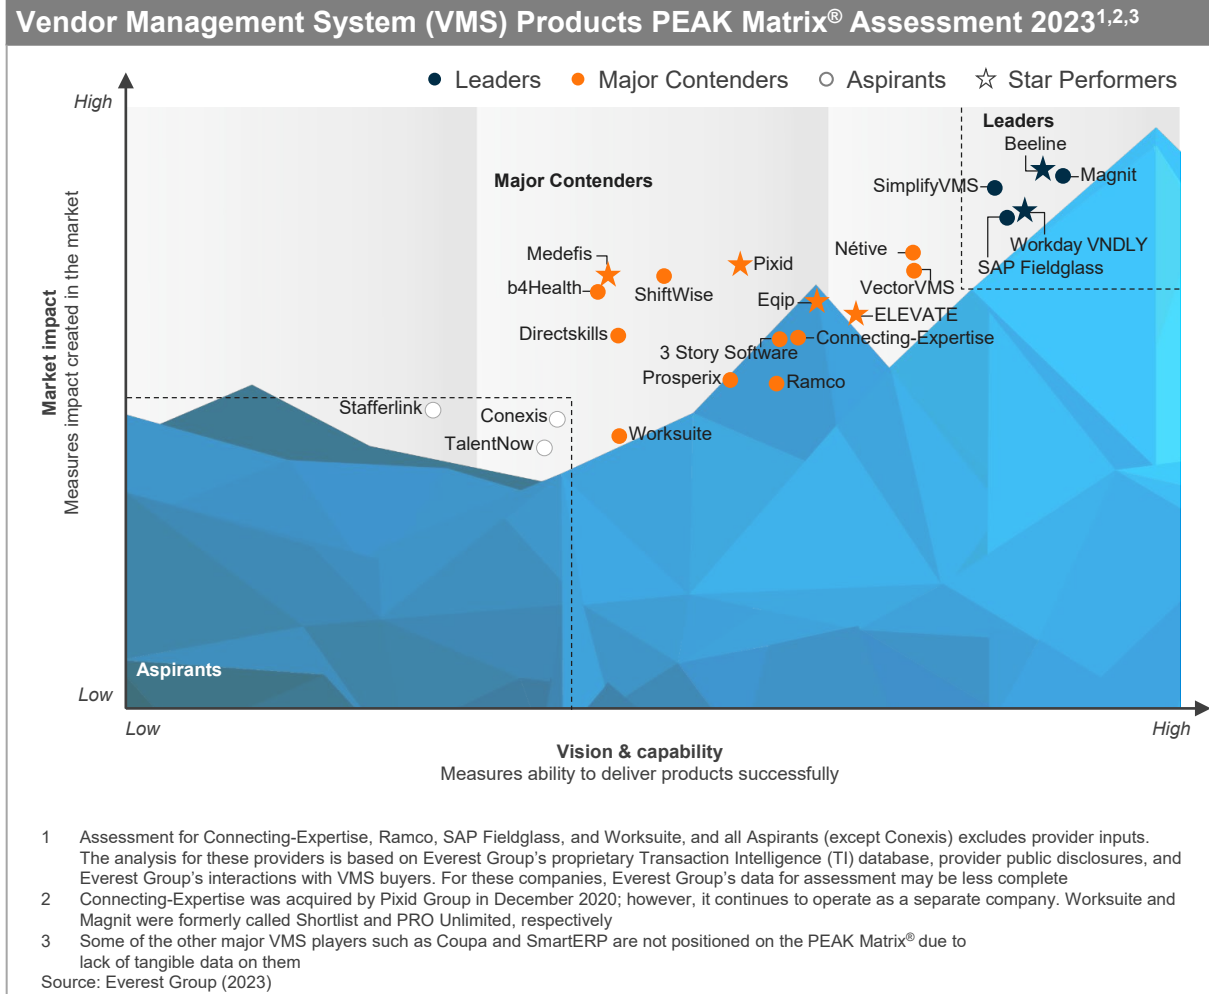 Vendor Management System (VMS) Products PEAK Matrix® Assessment 2023¹,²,³
Leaders
Major Contenders
Aspirants
Star Performers
High
Leaders
Beeline
Magnit
SimplifyVMS
Major Contenders
Workday VNDLY
SAP Fieldglass
Nétive
Medefis
Pixid
b4Health
ShiftWise
VectorVMS
Eqip
ELEVATE
Directskills
Connecting-Expertise
3 Story Software
Prosperix
Ramco
Stafferlink
Conexis
TalentNow
Worksuite
Market impact
Measures impact created in the market
Aspirants
Low
Low
High
Vision & capability
Measures ability to deliver products successfully
1 Assessment for Connecting-Expertise, Ramco, SAP Fieldglass, and Worksuite, and all Aspirants (except Conexis) excludes provider inputs.
The analysis for these providers is based on Everest Group's proprietary Transaction Intelligence (TI) database, provider public disclosures, and
Everest Group's interactions with VMS buyers. For these companies, Everest Group's data for assessment may be less complete
2 Connecting-Expertise was acquired by Pixid Group in December 2020; however, it continues to operate as a separate company. Worksuite and
Magnit were formerly called Shortlist and PRO Unlimited, respectively
3 Some of the other major VMS players such as Coupa and SmartERP are not positioned on the PEAK Matrix® due to
lack of tangible data on them
Source: Everest Group (2023)